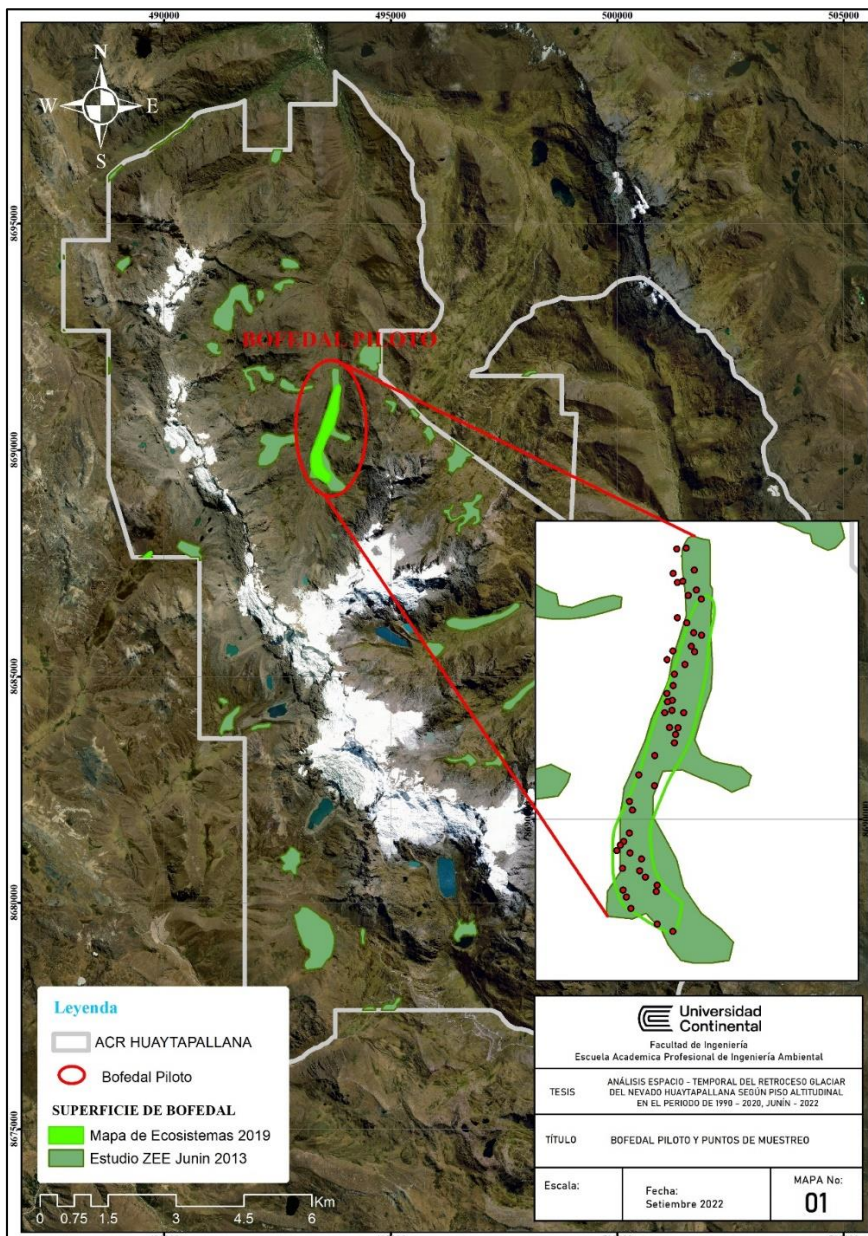 490000
495000
500000
505000
N
W E
S
8695000
8690000
8685000
8680000
8675000
BOFEDAL PILOTO
Leyenda
ACR HUAYTAPALLANA
Bofedal Piloto
SUPERFICIE DE BOFEDAL
Mapa de Ecosistemas 2019
Estudio ZEE Junin 2013
Km
0 0.75 1.5 3 4.5 6
Universidad
Continental
Facultad de Ingeniería
Escuela Academica Profesional de Ingeniería Ambiental
TESIS
ANÁLISIS ESPACIO - TEMPORAL DEL RETROCESO GLACIAR
DEL NEVADO HUAYTAPALLANA SEGÚN PISO ALTITUDINAL
EN EL PERIODO DE 1990 - 2020, JUNÍN - 2022
TÍTULO
BOFEDAL PILOTO Y PUNTOS DE MUESTREO
Escala:
Fecha:
Setiembre 2022
MAPA No:
01